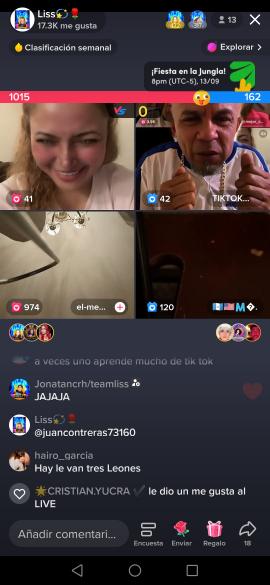 Liss💫🌹
17.3K me gusta
13
Clasificación semanal
Explorar >
¡Fiesta en la Jungla!
8pm (UTC-5), 13/09
1015
162
VS
0
41
42
TIKTOK...
974
el-me...
120
M
a veces uno aprende mucho de tik tok
Jonatancrh/teamliss
JAJAJA
Liss💫🌹
@juancontreras73160
hairo_garcia
Hay le van tres Leones
🌟CRISTIAN.YUCRA ✔️ le dio un me gusta al
LIVE
Añadir comentari...
Encuesta
Enviar
Regalo
18